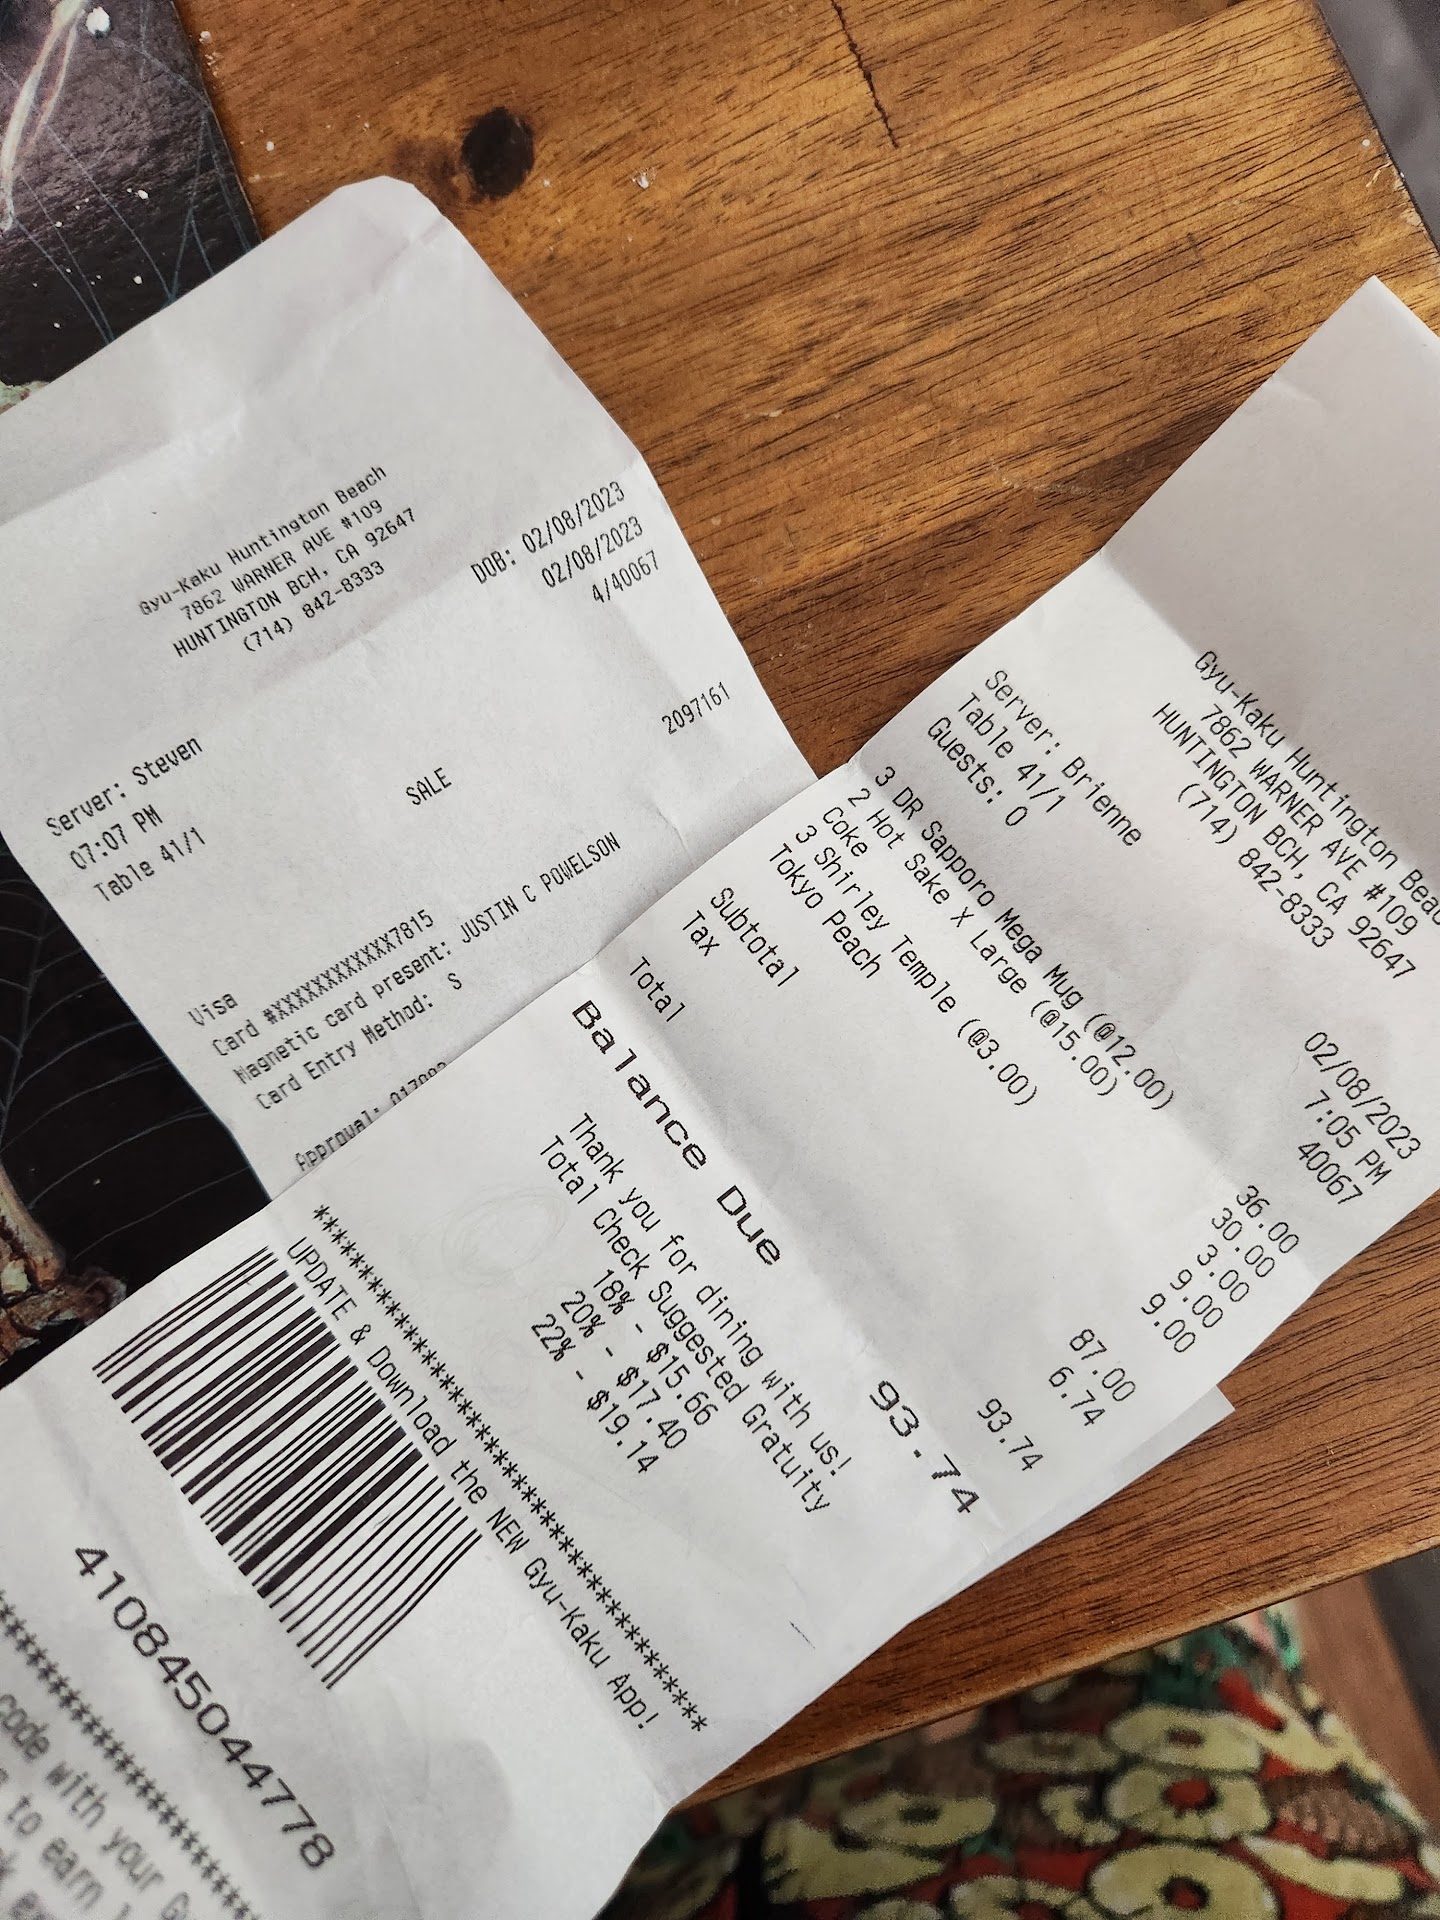 Gyu-Kaku Huntington Beach
7862 WARNER AVE #109
HUNTINGTON BCH, CA 92647
(714) 842-8333
DOB: 02/08/2023
Server: Steven 02/08/2023
07:07 PM 4/40067
Table 41/1
SALE
2097161
Visa
Card #XXXXXXXXXXXX7815
Magnetic card present: JUSTIN C POWELSON
Card Entry Method: S
Approval:
Gyu-Kaku Huntington Beac
7862 WARNER AVE #109
HUNTINGTON BCH, CA 92647
(714) 842-8333
Server: Brienne 02/08/2023
Table 41/1 7:05 PM
Guests: 0 40067
3 DR Sapporo Mega Mug (@12.00) 36.00
2 Hot Sake X Large (@15.00) 30.00
Coke 3.00
3 Shirley Temple (@3.00) 9.00
Tokyo Peach 9.00
Subtotal 87.00
Tax 6.74
Total 93.74
Balance Due 93.74
Thank you for dining with us!
Total Check Suggested Gratuity
18% - $15.66
20% - $17.40
22% - $19.14
****************************************
UPDATE & Download the NEW Gyu-Kaku App!
410845044778
****************************************
code with your G
to earn